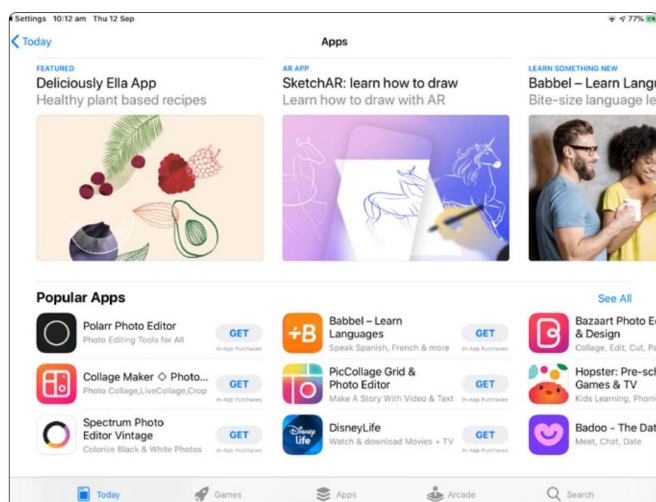 Settings 10:12 am Thu 12 Sep 77%
Today
Apps
FEATURED
Deliciously Ella App
Healthy plant based recipes
AR APP
SketchAR: learn how to draw
Learn how to draw with AR
LEARN SOMETHING NEW
Babbel – Learn Langu
Bite-size language le
Popular Apps
See All
Polarr Photo Editor
Photo Editing Tools for All
GET
In-App Purchases
Babbel – Learn
Languages
Speak Spanish, French & more
GET
In-App Purchases
Bazaart Photo E
& Design
Collage, Edit, Cut, Pa
Collage Maker ◇ Photo...
Photo Collage,LiveCollage,Crop
GET
In-App Purchases
PicCollage Grid &
Photo Editor
Make A Story With Video & Text
GET
In-App Purchases
Hopster: Pre-sch
Games & TV
Kids Learning, Phoni
Spectrum Photo
Editor Vintage
Colorize Black & White Photos
GET
In-App Purchases
Disney
life
DisneyLife
Watch & download Movies + TV
GET
In-App Purchases
Badoo - The Dat
Meet, Chat, Date
Today
Games
Apps
Arcade
Search